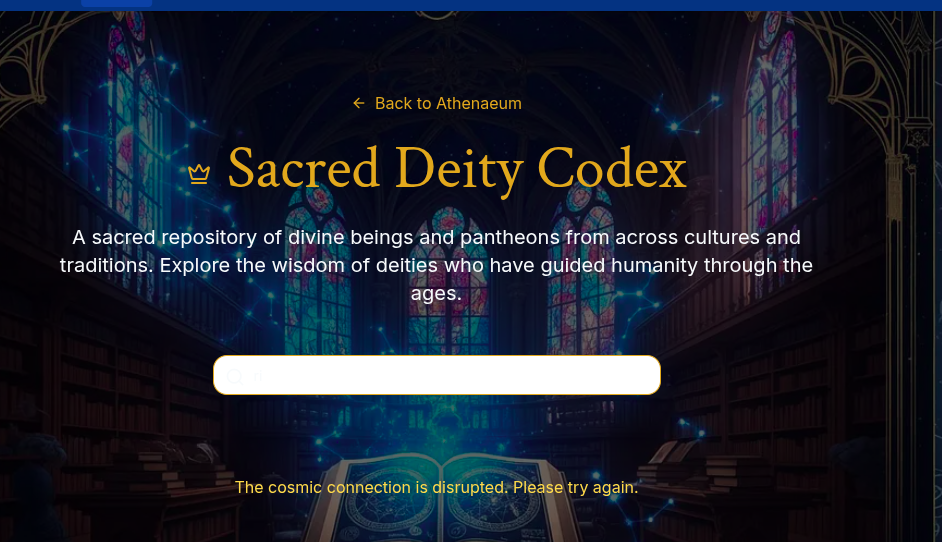 Back to Athenaeum
Sacred Deity Codex
A sacred repository of divine beings and pantheons from across cultures and
traditions. Explore the wisdom of deities who have guided humanity through the
ages.
The cosmic connection is disrupted. Please try again.